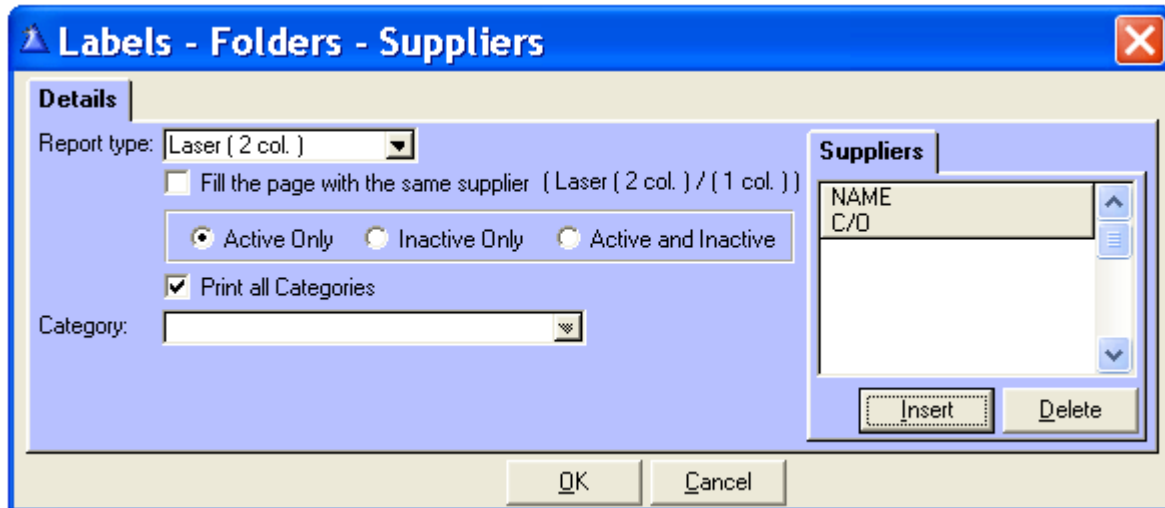 Labels - Folders - Suppliers
Details
Report type: Laser ( 2 col. )
Fill the page with the same supplier ( Laser ( 2 col. ) / ( 1 col. ) )
Active Only Inactive Only Active and Inactive
Print all Categories
Category:
Suppliers
NAME
C/O
Insert Delete
OK Cancel